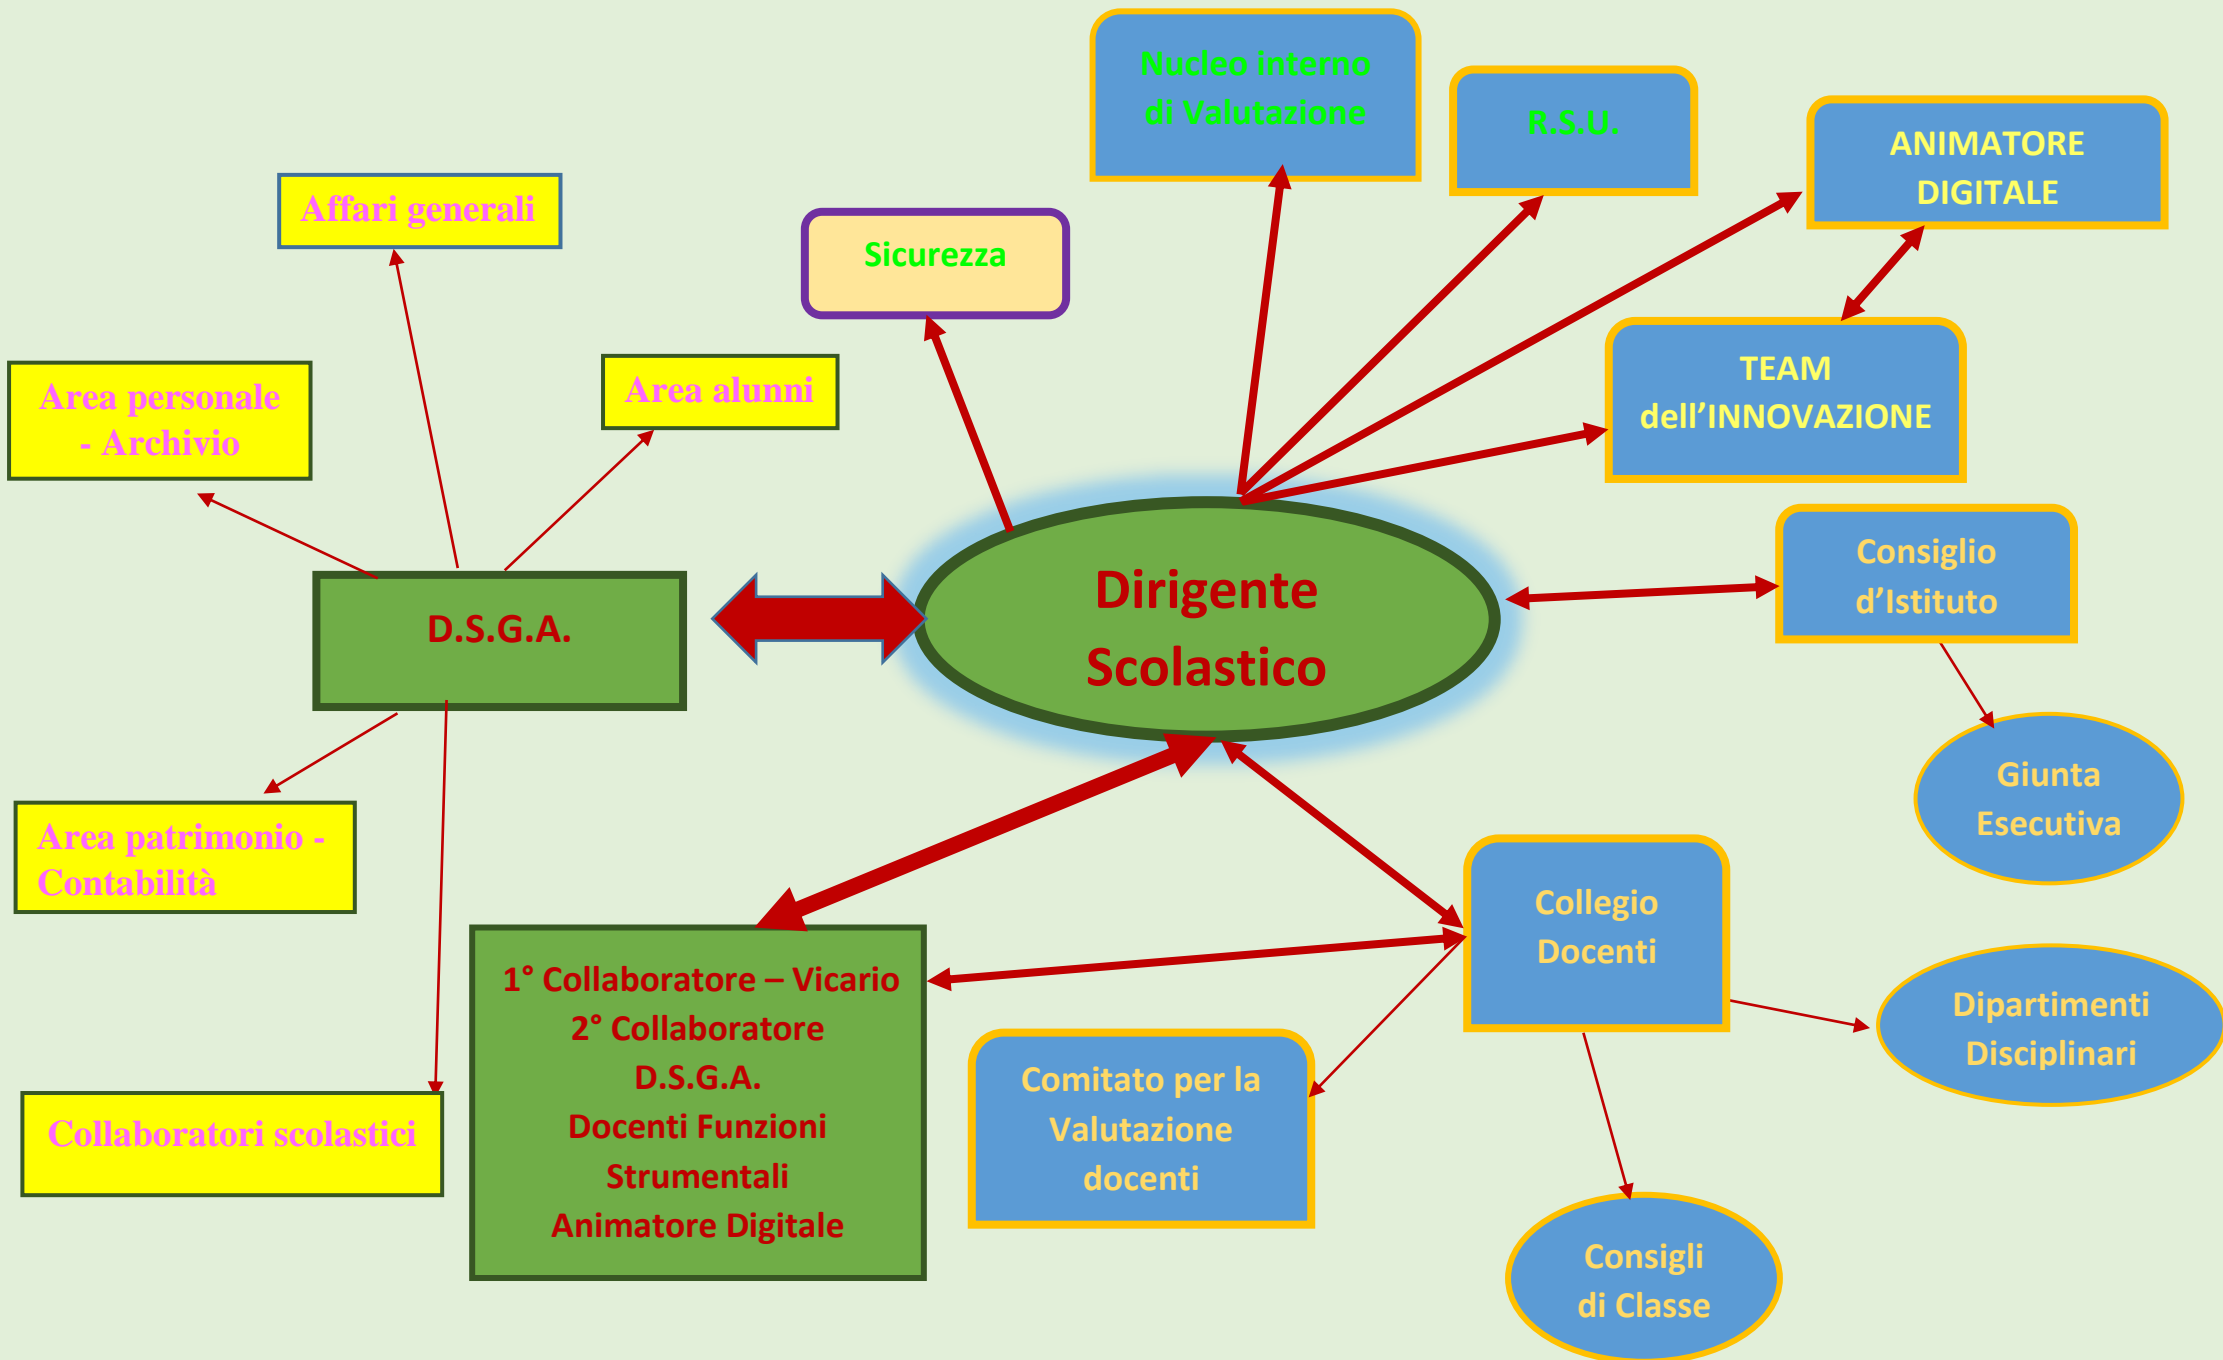 Nucleo interno
di Valutazione
R.S.U.
ANIMATORE
DIGITALE
Affari generali
Sicurezza
TEAM
dell’INNOVAZIONE
Area personale
- Archivio
Area alunni
Consiglio
d’Istituto
Dirigente
Scolastico
D.S.G.A.
Giunta
Esecutiva
Area patrimonio -
Contabilità
Collegio
Docenti
1° Collaboratore – Vicario
2° Collaboratore
D.S.G.A.
Docenti Funzioni
Strumentali
Animatore Digitale
Dipartimenti
Disciplinari
Comitato per la
Valutazione
docenti
Collaboratori scolastici
Consigli
di Classe